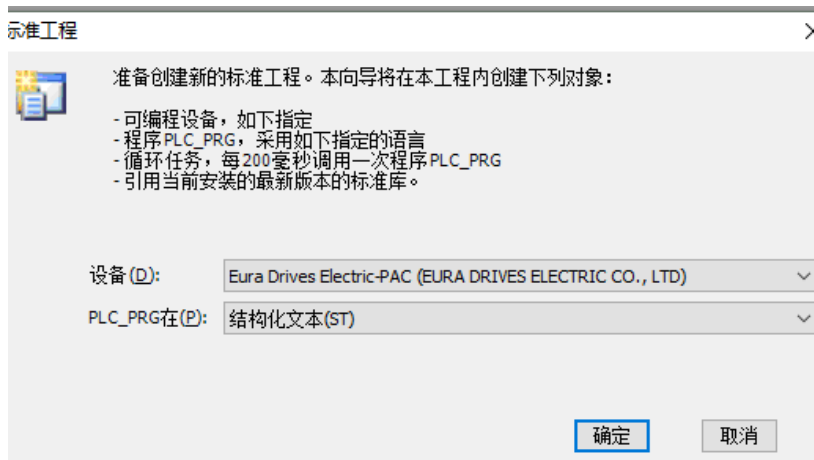 标准工程
准备创建新的标准工程。本向导将在本工程内创建下列对象：
-可编程设备，如下指定
-程序PLC_PRG，采用如下指定的语言
-循环任务，每200毫秒调用一次程序PLC_PRG
-引用当前安装的最新版本的标准库。
设备(D):
Eura Drives Electric-PAC (EURA DRIVES ELECTRIC CO., LTD)
PLC_PRG在(P):
结构化文本(ST)
确定
取消